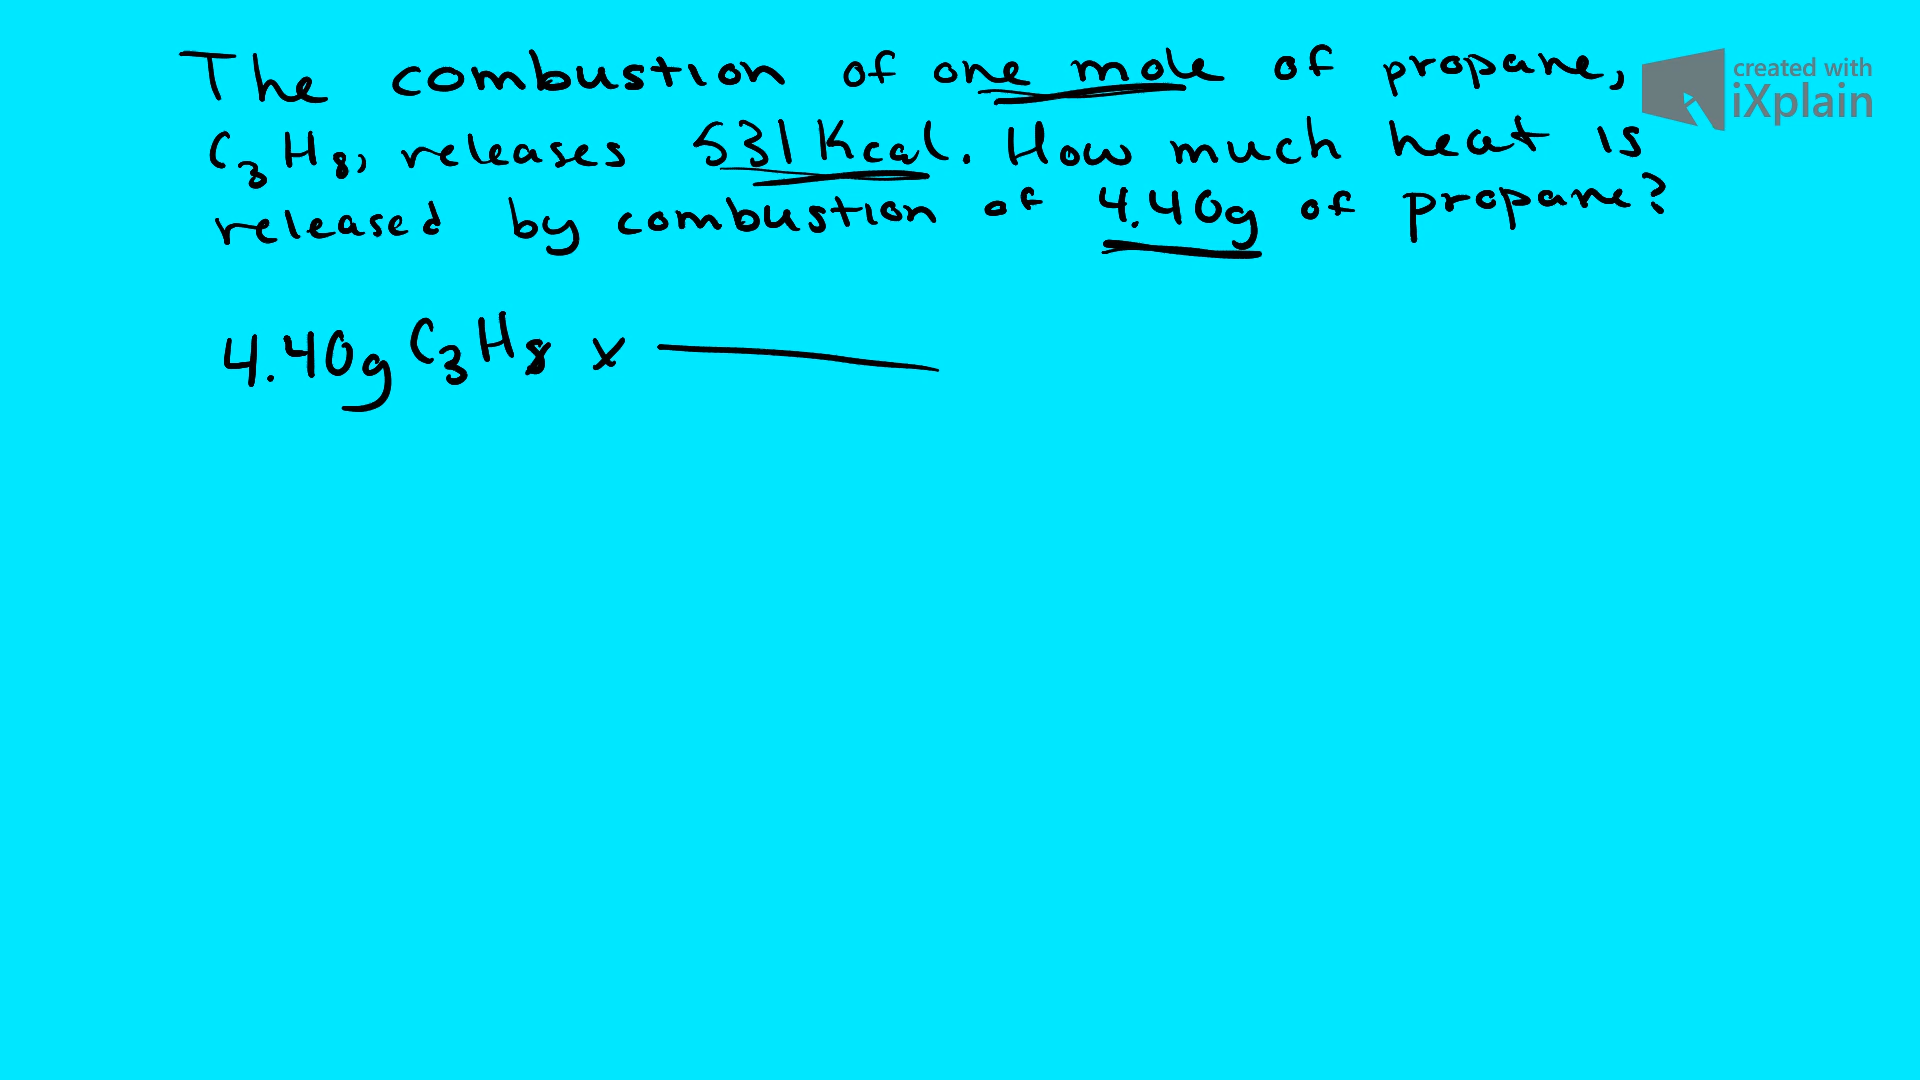 The combustion of one mole of propane,
C₃H₈, releases 531 Kcal. How much heat is
released by combustion of 4.40g of propane?
4.40g C₃H₈ x
created with
iXplain